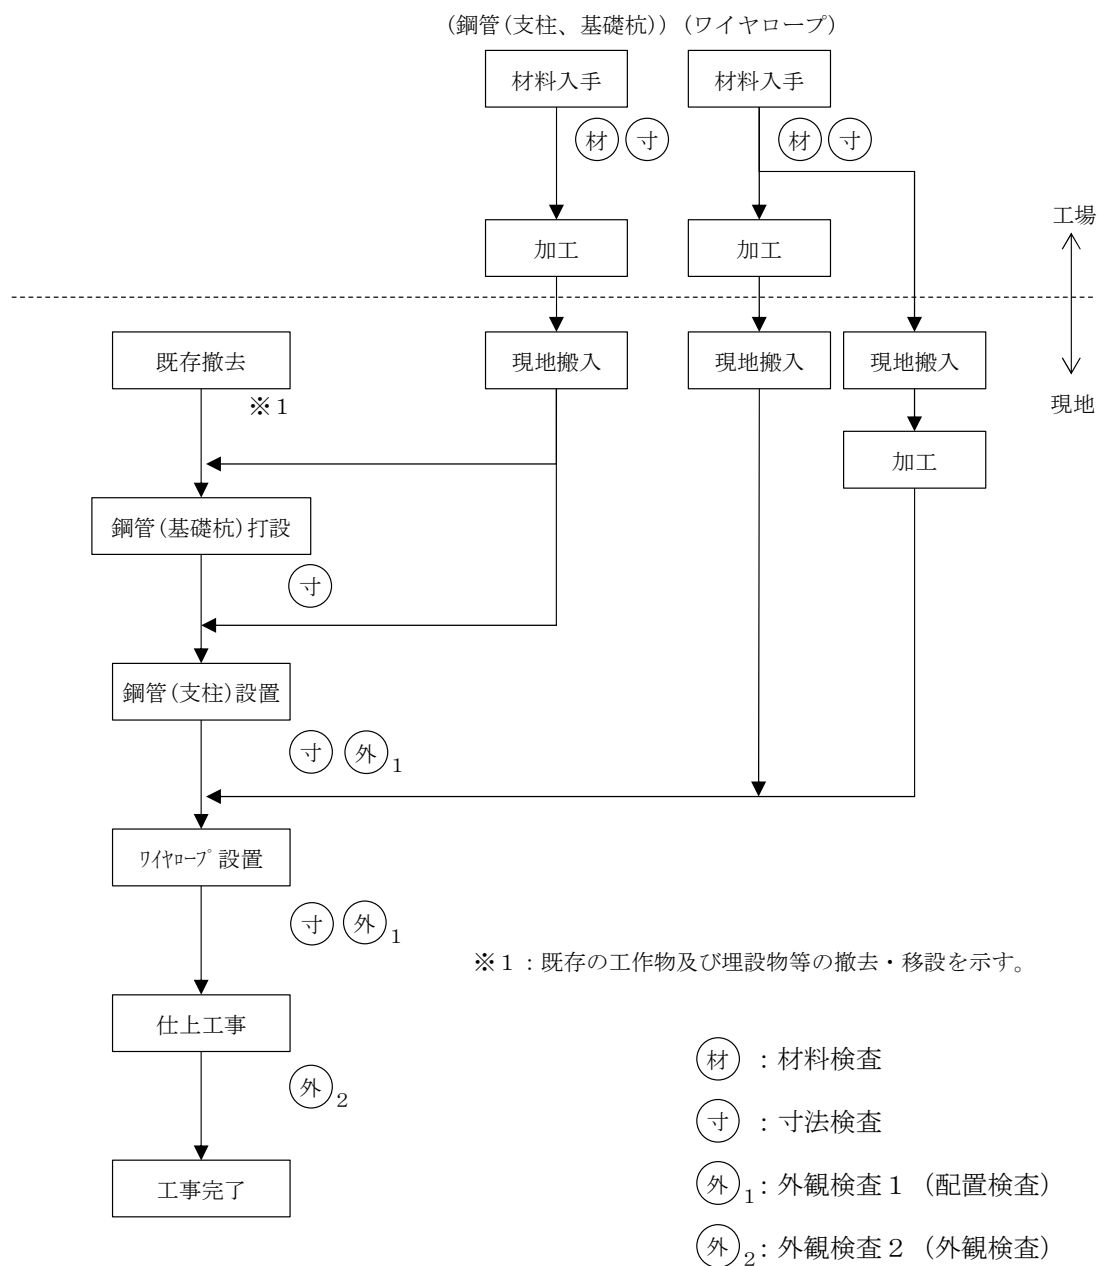 (鋼管(支柱、基礎杭)) (ワイヤロープ)
材料入手 材料入手
材 寸 材 寸
工場
加工 加工
既存撤去 現地搬入 現地搬入 現地搬入
※1
現地
加工
鋼管(基礎杭)打設
寸
鋼管(支柱)設置
寸 外1
ワイヤロープ設置
寸 外1
※1:既存の工作物及び埋設物等の撤去・移設を示す。
仕上工事
材 :材料検査
外2
寸 :寸法検査
工事完了
外1:外観検査1 (配置検査)
外2:外観検査2 (外観検査)